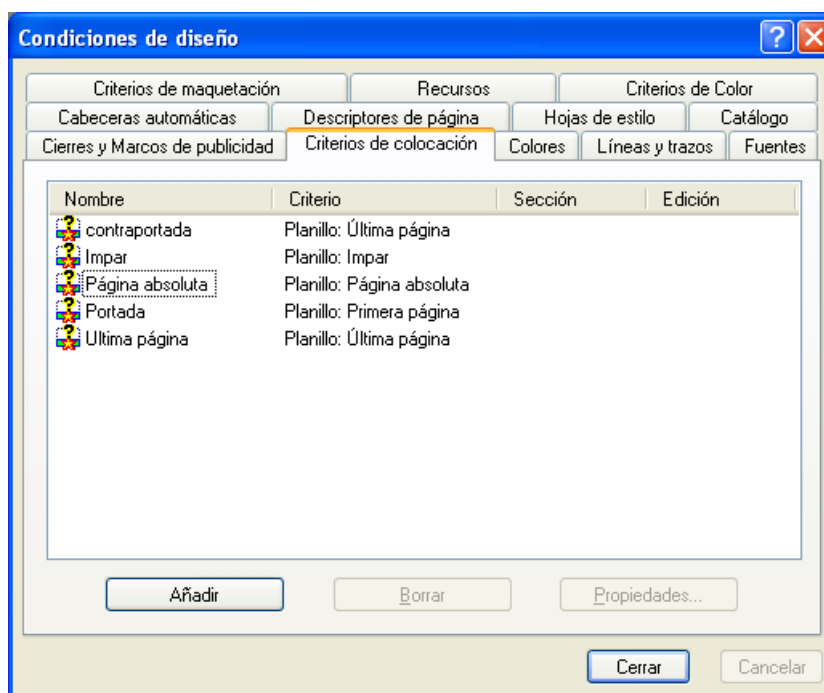 Condiciones de diseño
Criterios de maquetación Recursos Criterios de Color
Cabeceras automáticas Descriptores de página Hojas de estilo Catálogo
Cierres y Marcos de publicidad Criterios de colocación Colores Líneas y trazos Fuentes
Nombre Criterio Sección Edición
contraportada Planillo: Última página
Impar Planillo: Impar
Página absoluta Planillo: Página absoluta
Portada Planillo: Primera página
Ultima página Planillo: Última página
Añadir Borrar Propiedades...
Cerrar Cancelar